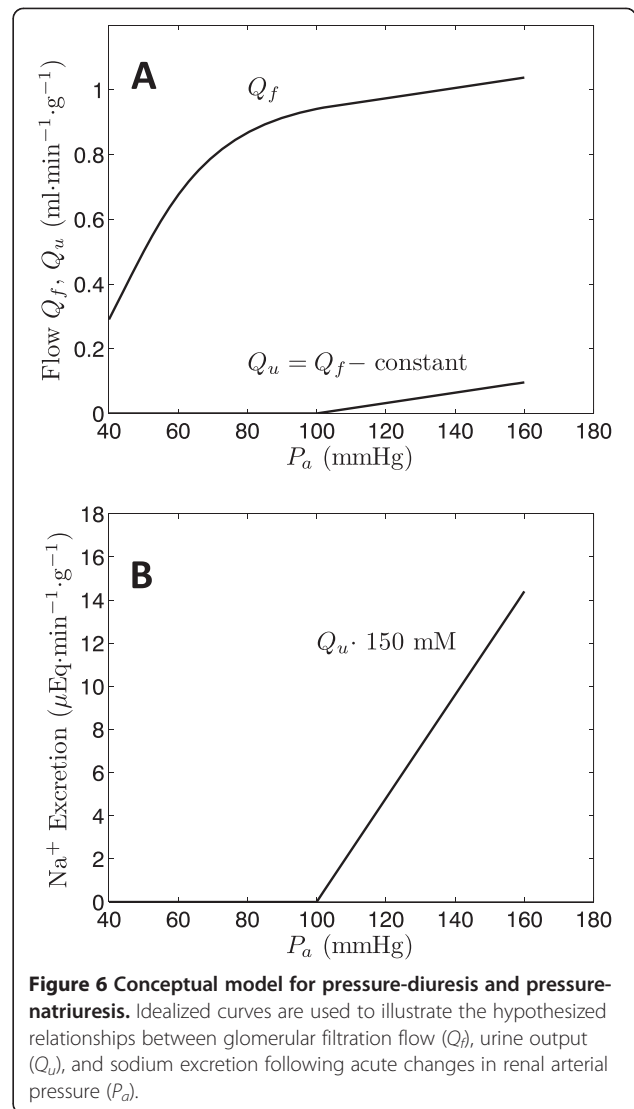 A
Q_f
Q_u = Q_f − constant
Flow Q_f, Q_u (ml·min⁻¹·g⁻¹)
1
0.8
0.6
0.4
0.2
0
40 60 80 100 120 140 160 180
P_a (mmHg)
B
Q_u · 150 mM
Na⁺ Excretion (μEq·min⁻¹·g⁻¹)
18
16
14
12
10
8
6
4
2
0
40 60 80 100 120 140 160 180
P_a (mmHg)
Figure 6 Conceptual model for pressure-diuresis and pressure-
natriuresis. Idealized curves are used to illustrate the hypothesized
relationships between glomerular filtration flow (Q_f), urine output
(Q_u), and sodium excretion following acute changes in renal arterial
pressure (P_a).